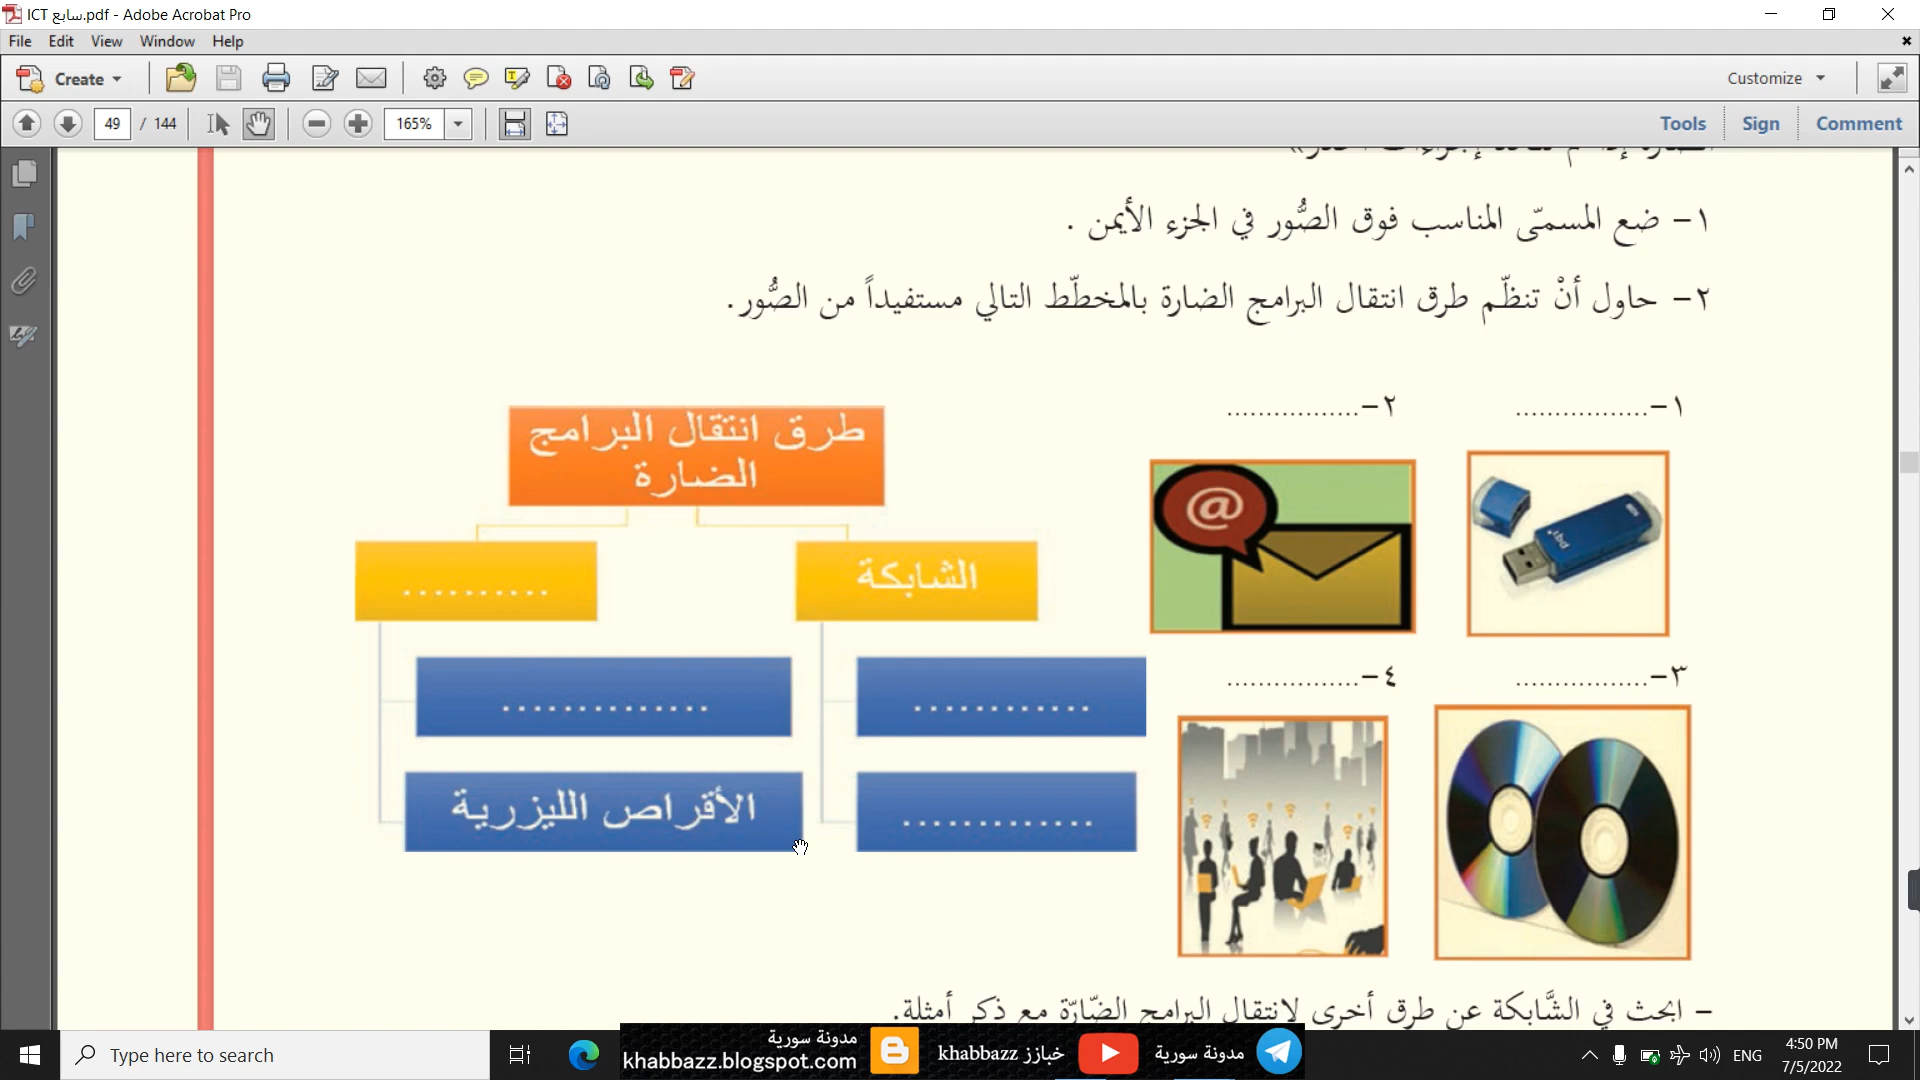 ICT سابع.pdf - Adobe Acrobat Pro
File Edit View Window Help
Create
Customize
49 / 144
165%
Tools Sign Comment
١- ضع المسمّى المناسب فوق الصُّور في الجزء الأيمن .
٢- حاول أنْ تنظّم طرق انتقال البرامج الضارة بالمخطّط التالي مستفيداً من الصُّور.
١-.................
٢-.................
طرق انتقال البرامج
الضارة
الشابكة
..........
............
..............
.............
الأقراص الليزرية
٣-.................
٤-.................
@
pqi
- ابحث في الشَّابكة عن طرق أخرى لانتقال البرامج الضّارّة مع ذكر أمثلة.
Type here to search
مدونة سورية
khabbazz.blogspot.com
khabbazz خبازز
مدونة سورية
ENG
4:50 PM
7/5/2022